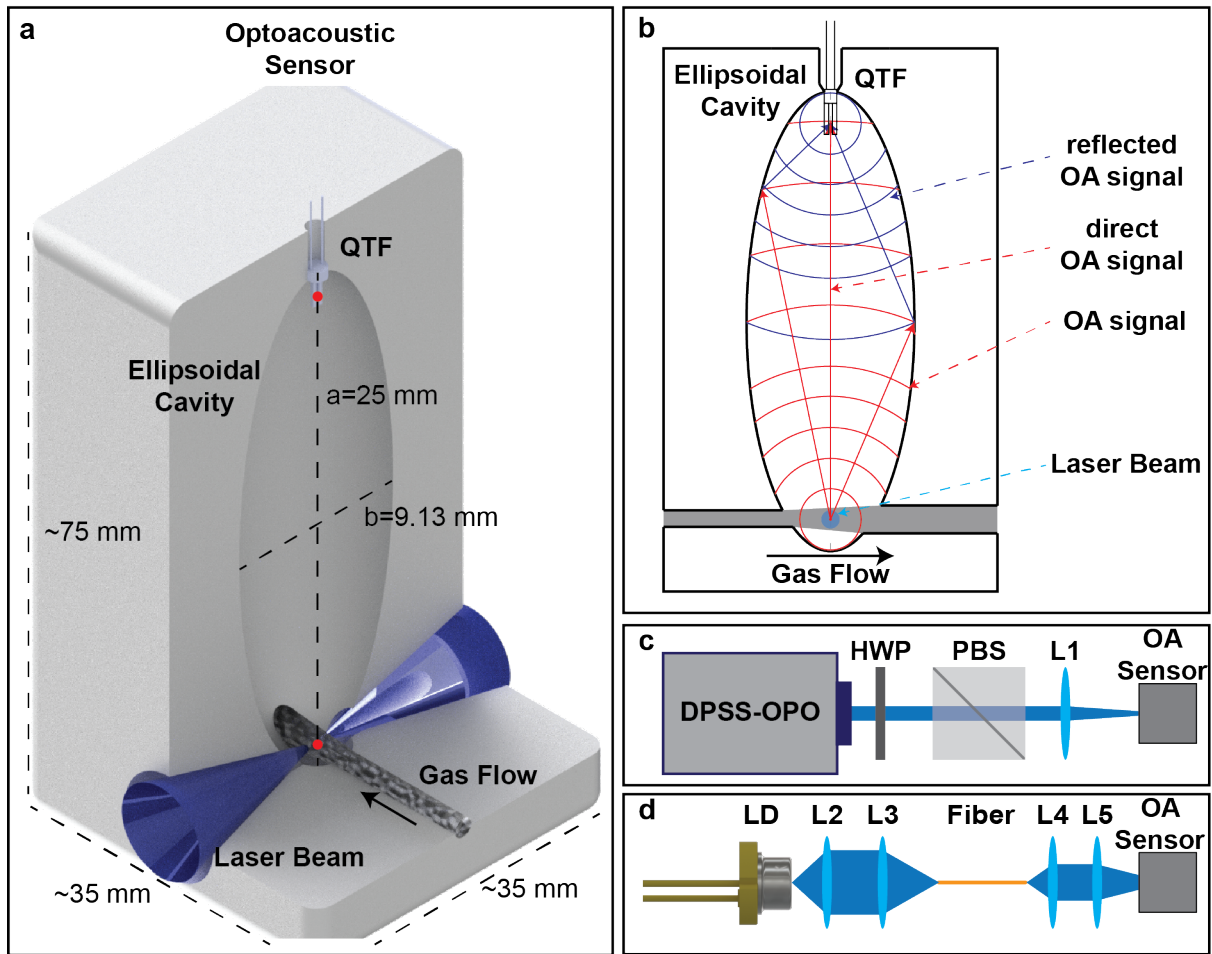 a
Optoacoustic
Sensor
QTF
Ellipsoidal
Cavity
a=25 mm
b=9.13 mm
~75 mm
Gas Flow
Laser Beam
~35 mm
~35 mm
b
Ellipsoidal
Cavity
QTF
reflected
OA signal
direct
OA signal
OA signal
Laser Beam
Gas Flow
c
HWP
PBS
L1
OA
Sensor
DPSS-OPO
d
LD
L2
L3
Fiber
L4
L5
OA
Sensor